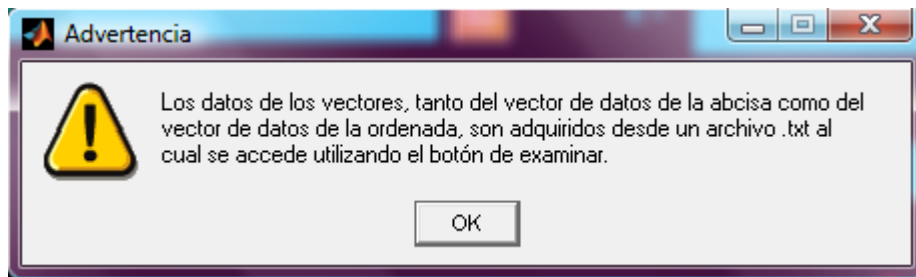 Advertencia
Los datos de los vectores, tanto del vector de datos de la abcisa como del
vector de datos de la ordenada, son adquiridos desde un archivo .txt al
cual se accede utilizando el botón de examinar.
OK